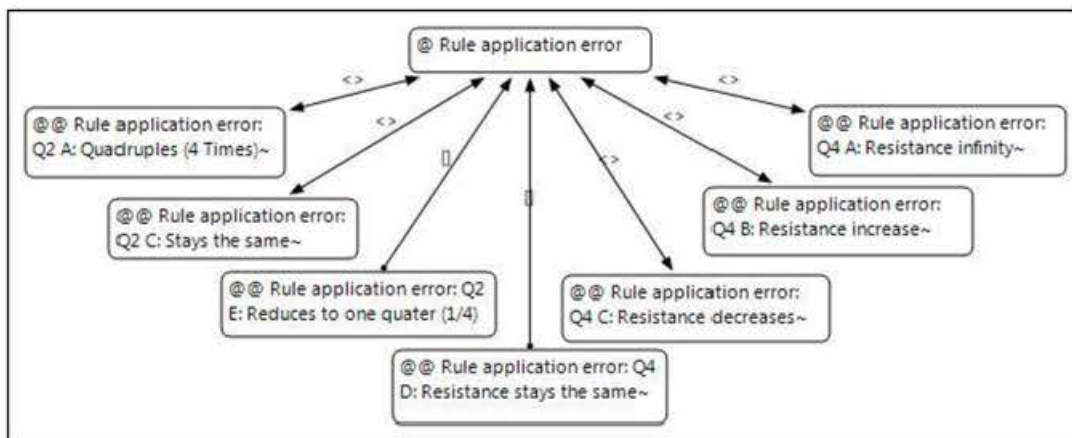 @ Rule application error
<>
<>
<>
<>
<>
[]
[]
@@ Rule application error:
Q2 A: Quadruples (4 Times)~
@@ Rule application error:
Q4 A: Resistance infinity~
@@ Rule application error:
Q2 C: Stays the same~
@@ Rule application error:
Q4 B: Resistance increase~
@@ Rule application error: Q2
E: Reduces to one quater (1/4)
@@ Rule application error:
Q4 C: Resistance decreases~
@@ Rule application error: Q4
D: Resistance stays the same~